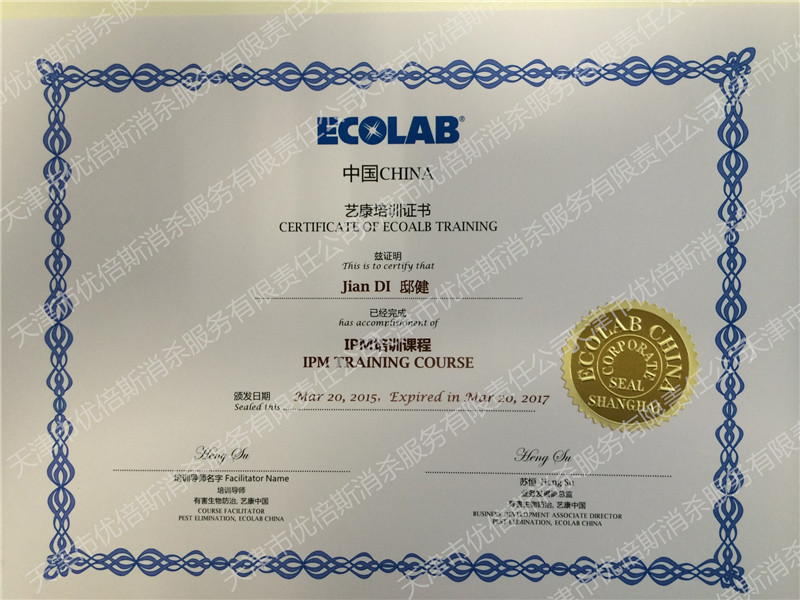 ECOLAB®
中国CHINA
艺康培训证书
CERTIFICATE OF ECOALB TRAINING
兹证明
This is to certify that
Jian DI 邸健
已经完成
has accomplishment of
IPM培训课程
IPM TRAINING COURSE
颁发日期 Mar 20, 2015, Expired in Mar 20, 2017
Sealed this
ECOLAB CHINA
CORPORATE
SEAL
SHANGHAI
Heng Su Heng Su
培训导师名字 Facilitator Name
培训导师
有害生物防治, 艺康中国
COURSE FACILITATOR
PEST ELIMINATION, ECOLAB CHINA
苏恒 Heng Su
业务发展副总监
有害生物防治, 艺康中国
BUSINESS DEVELOPMENT ASSOCIATE DIRECTOR
PEST ELIMINATION, ECOLAB CHINA
天津市优倍斯消杀服务有限责任公司